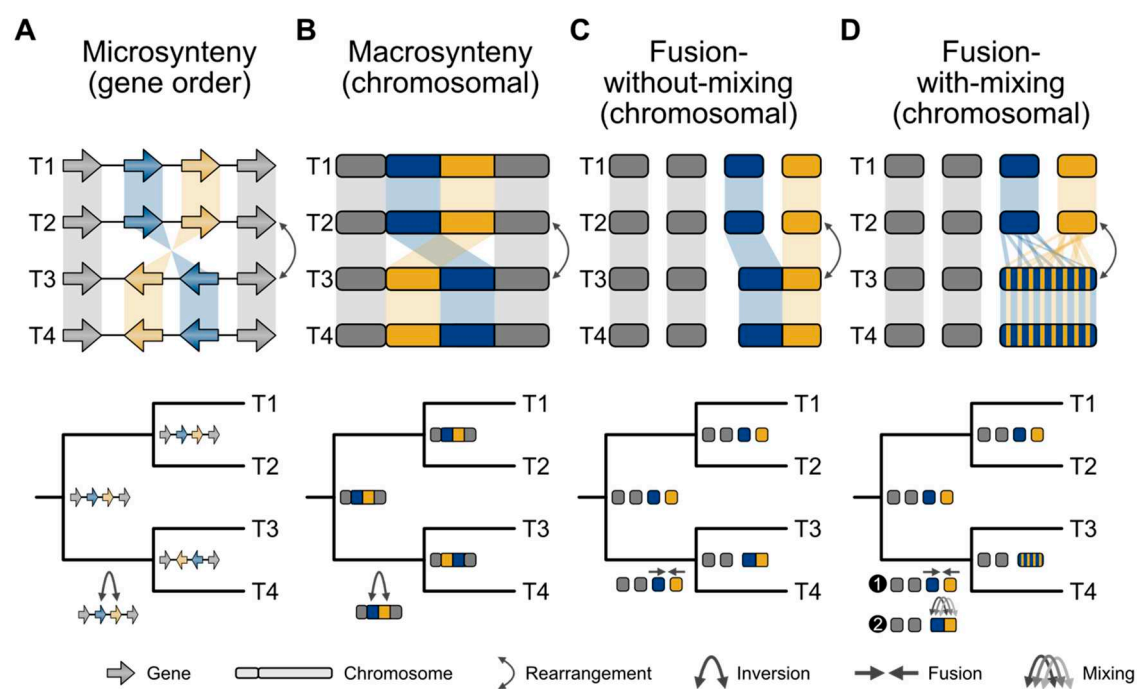 A
Microsynteny
(gene order)
T1
T2
T3
T4
T1
T2
T3
T4
B
Macrosynteny
(chromosomal)
T1
T2
T3
T4
T1
T2
T3
T4
C
Fusion-
without-mixing
(chromosomal)
T1
T2
T3
T4
T1
T2
T3
T4
D
Fusion-
with-mixing
(chromosomal)
T1
T2
T3
T4
T1
T2
T3
T4
1
2
Gene
Chromosome
Rearrangement
Inversion
Fusion
Mixing